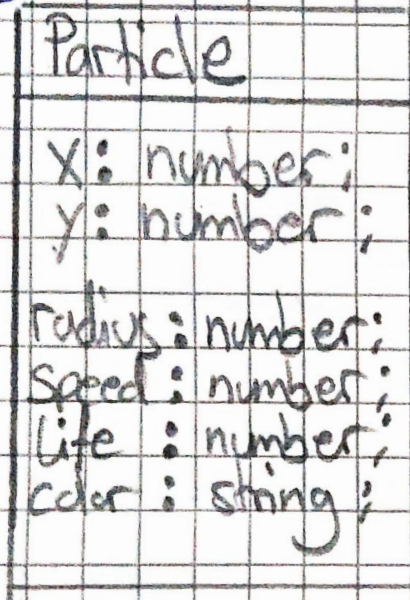 Particle
x: number;
y: number;
radius: number;
speed: number;
life : number;
color : string;